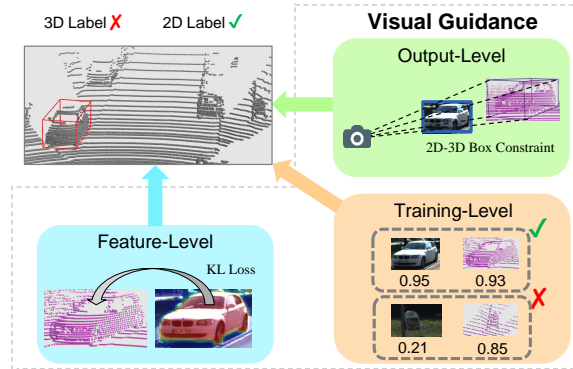 3D Label ✗ 2D Label ✓
Visual Guidance
Output-Level
2D-3D Box Constraint
Training-Level
0.95 0.93
0.21 0.85
Feature-Level
KL Loss